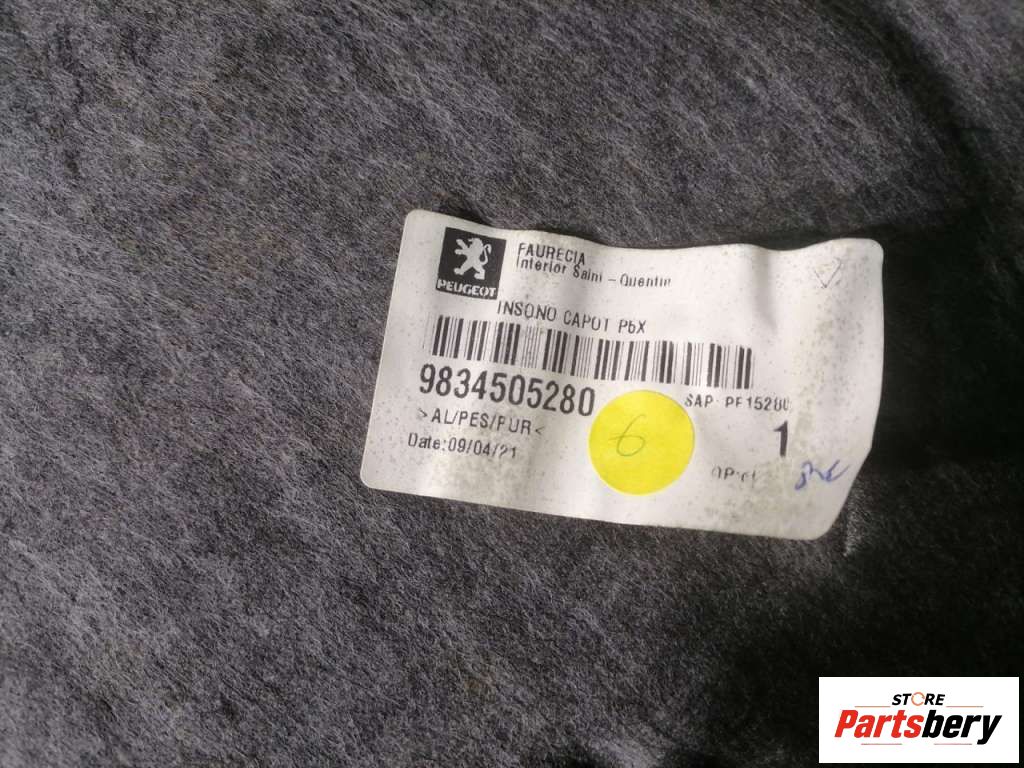 PEUGEOT
FAURECIA
Interior Saint - Quentin
INSONO CAPOT P5X
9834505280
SAP: PF15280
>AL/PES/PUR<
6
1
Date:09/04/21
STORE
Partsbery